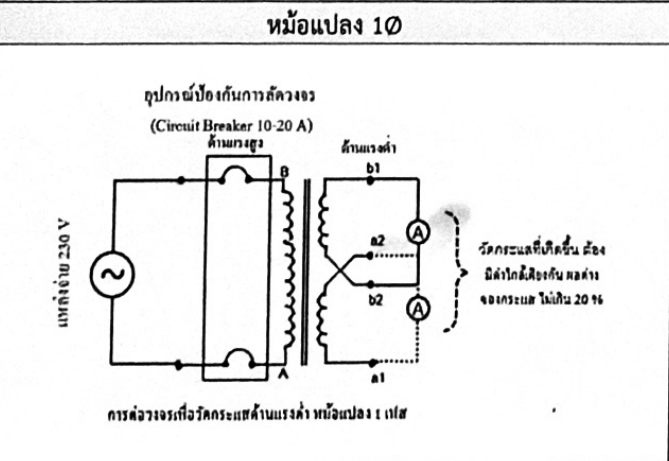 หม้อแปลง 1Ø
อุปกรณ์ป้องกันการลัดวงจร
(Circuit Breaker 10-20 A)
ด้านแรงสูง
ด้านแรงต่ำ
B
b1
A
แหล่งจ่าย 230 V
~
a2
วัดกระแสที่เกิดขึ้น ต้อง
มีค่าใกล้เคียงกัน ผลต่าง
ของกระแส ไม่เกิน 20 %
b2
A
A
a1
การต่อวงจรเพื่อวัดกระแสด้านแรงต่ำ หม้อแปลง 1 เฟส